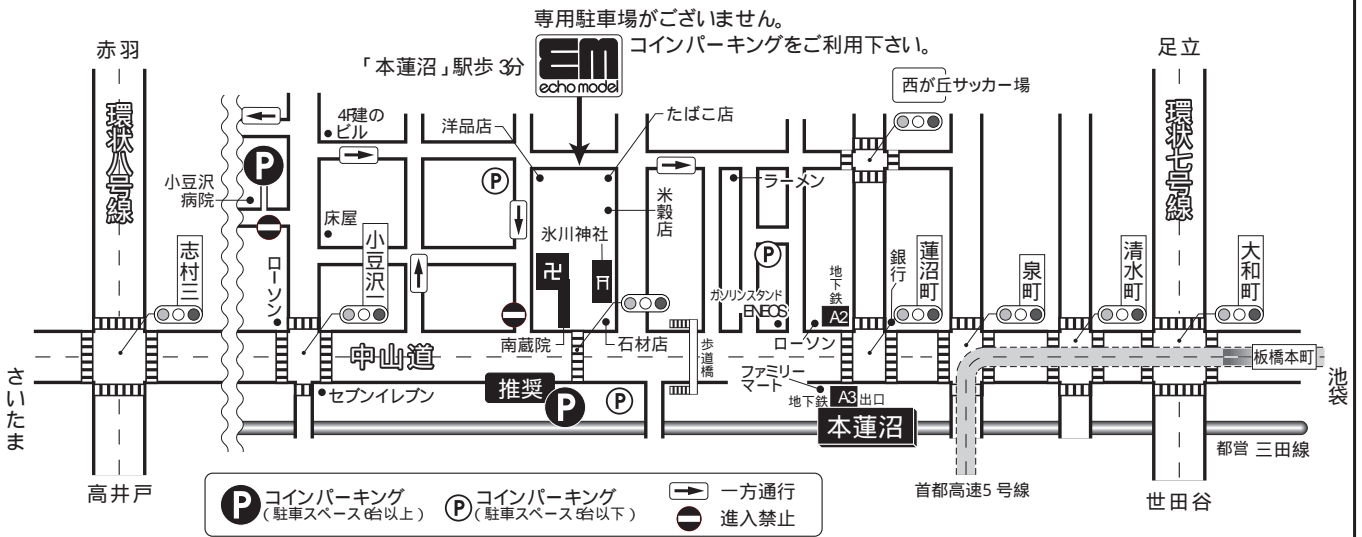 専用駐車場がございません。
コインパーキングをご利用下さい。
「本蓮沼」駅歩3分
EM
echo model
赤羽
足立
西が丘サッカー場
環状八号線
環状七号線
4F建の
ビル
洋品店
たばこ店
P
小豆沢
病院
P
ラーメン
米穀店
床屋
小豆沢一
氷川神社
卍
志村三
ローソン
P
ガソリンスタンド
ENEOS
地下鉄
A2
銀行
蓮沼町
泉町
清水町
大和町
南蔵院
石材店
歩道橋
ローソン
中山道
板橋本町
さいたま
池袋
セブンイレブン
推奨
P
P
ファミリー
マート
地下鉄 A3 出口
本蓮沼
都営 三田線
高井戸
首都高速5号線
世田谷
P コインパーキング
(駐車スペース6台以上)
P コインパーキング
(駐車スペース5台以下)
一方通行
進入禁止